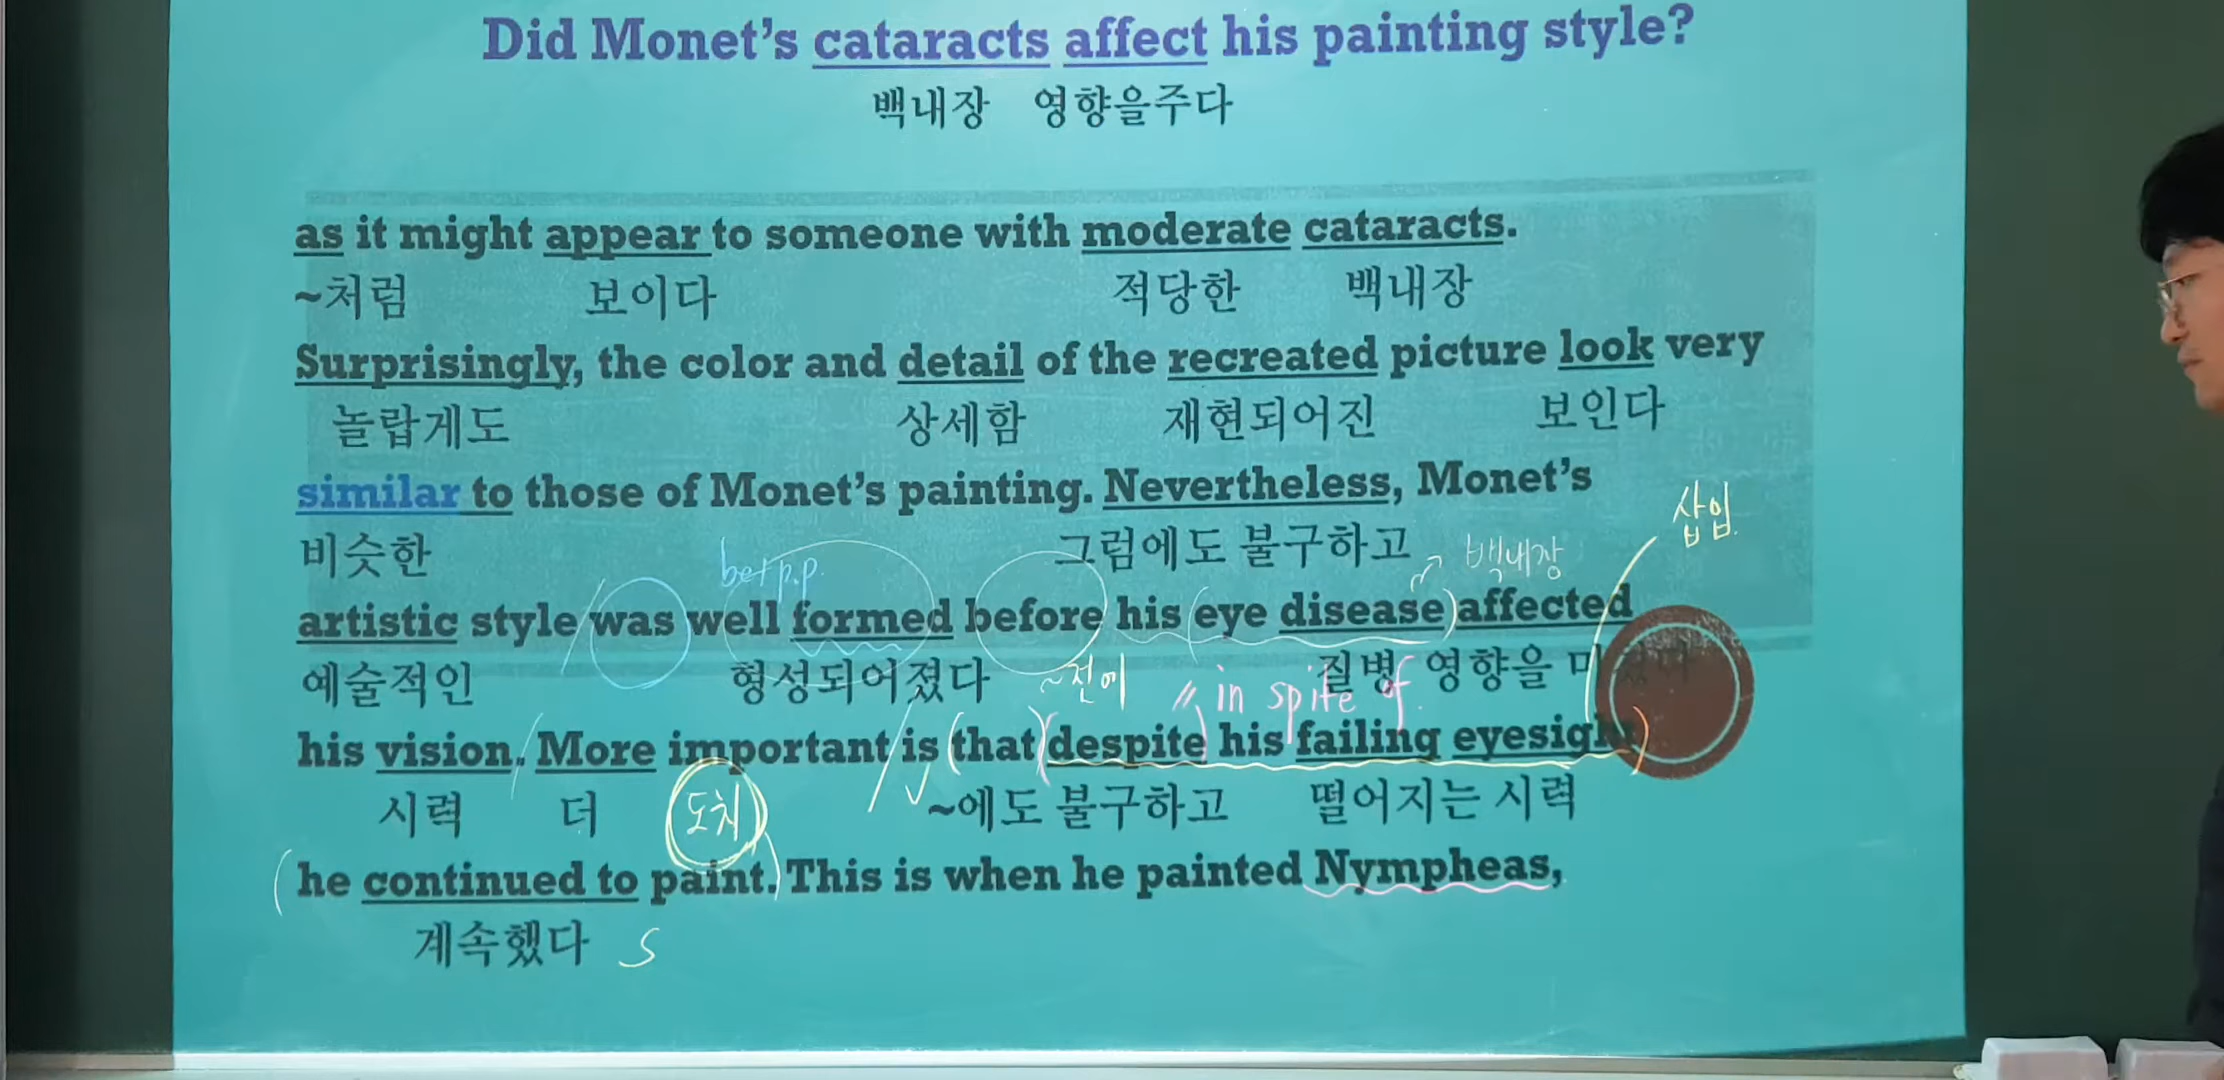 Did Monet's cataracts affect his painting style?
백내장 영향을주다
as it might appear to someone with moderate cataracts.
~처럼 보이다 적당한 백내장
Surprisingly, the color and detail of the recreated picture look very
놀랍게도 상세함 재현되어진 보인다
similar to those of Monet's painting. Nevertheless, Monet's
삽입
비슷한 그럼에도 불구하고
be+p.p. 백내장
artistic style was well formed before his eye disease affected
예술적인 형성되어졌다 ~전에 질병 영향을
// in spite of
his vision. More important is that despite his failing eyesight
시력 더 도치 ~에도 불구하고 떨어지는 시력
he continued to paint. This is when he painted Nympheas,
계속했다 S